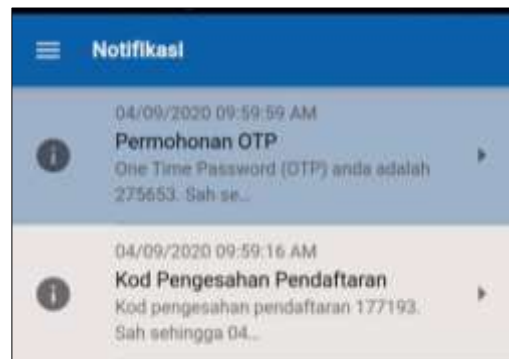 Notifikasi
04/09/2020 09:59:59 AM
Permohonan OTP
One Time Password (OTP) anda adalah
275653. Sah se...
04/09/2020 09:59:16 AM
Kod Pengesahan Pendaftaran
Kod pengesahan pendaftaran 177193.
Sah sehingga 04...